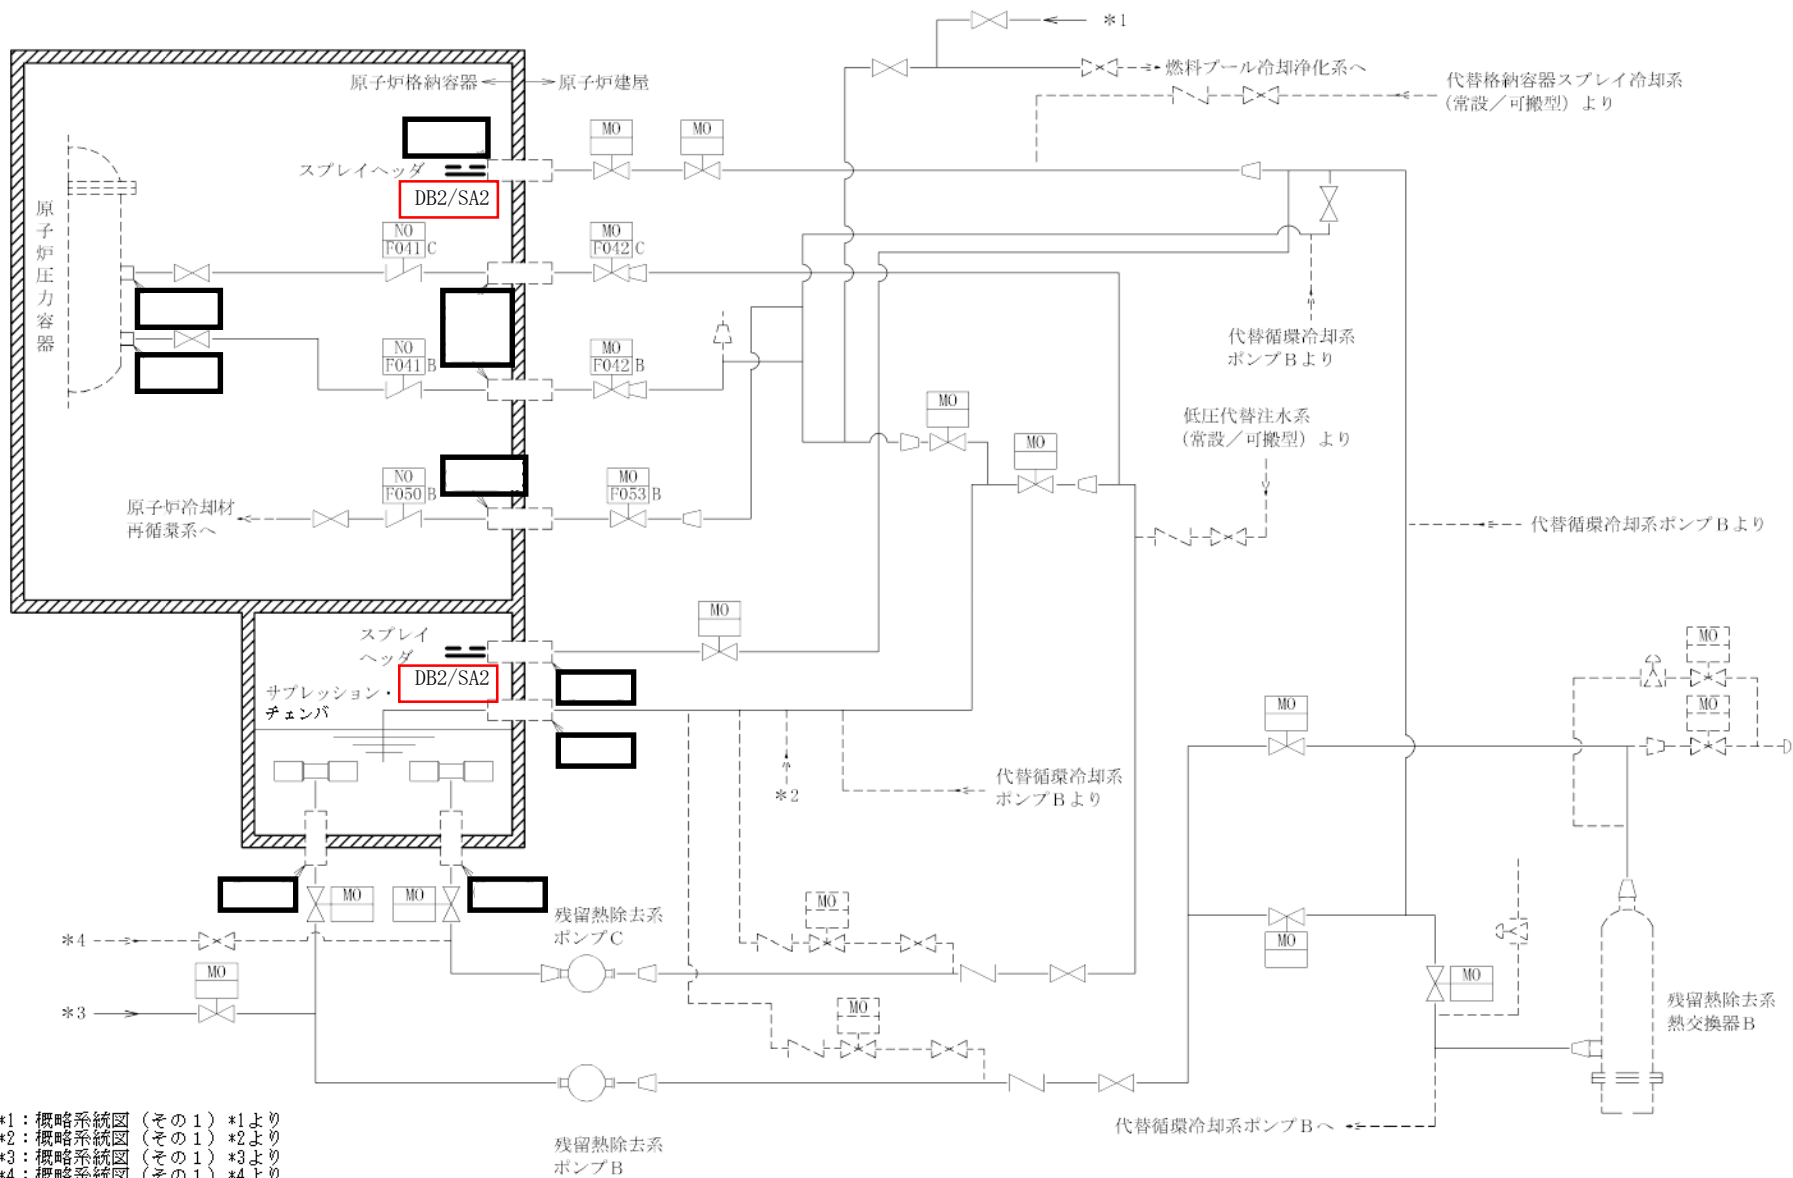 *1
原子炉格納容器
原子炉建屋
燃料プール冷却浄化系へ
代替格納容器スプレイ冷却系
(常設/可搬型)より
MO
MO
スプレイヘッダ
DB2/SA2
原子炉圧力容器
NO
F041 C
MO
F042 C
代替循環冷却系
ポンプBより
NO
F041 B
MO
F042 B
MO
低圧代替注水系
(常設/可搬型)より
MO
NO
F050 B
MO
F053 B
原子炉冷却材
再循環系へ
代替循環冷却系ポンプBより
MO
スプレイ
ヘッダ
DB2/SA2
サプレッション・
チェンバ
MO
MO
MO
代替循環冷却系
ポンプBより
*2
MO
MO
MO
残留熱除去系
ポンプC
*4
MO
MO
MO
*3
MO
残留熱除去系
熱交換器B
代替循環冷却系ポンプBへ
残留熱除去系
ポンプB
*1:概略系統図(その1)*1より
*2:概略系統図(その1)*2より
*3:概略系統図(その1)*3より
*4:概略系統図(その1)*4より